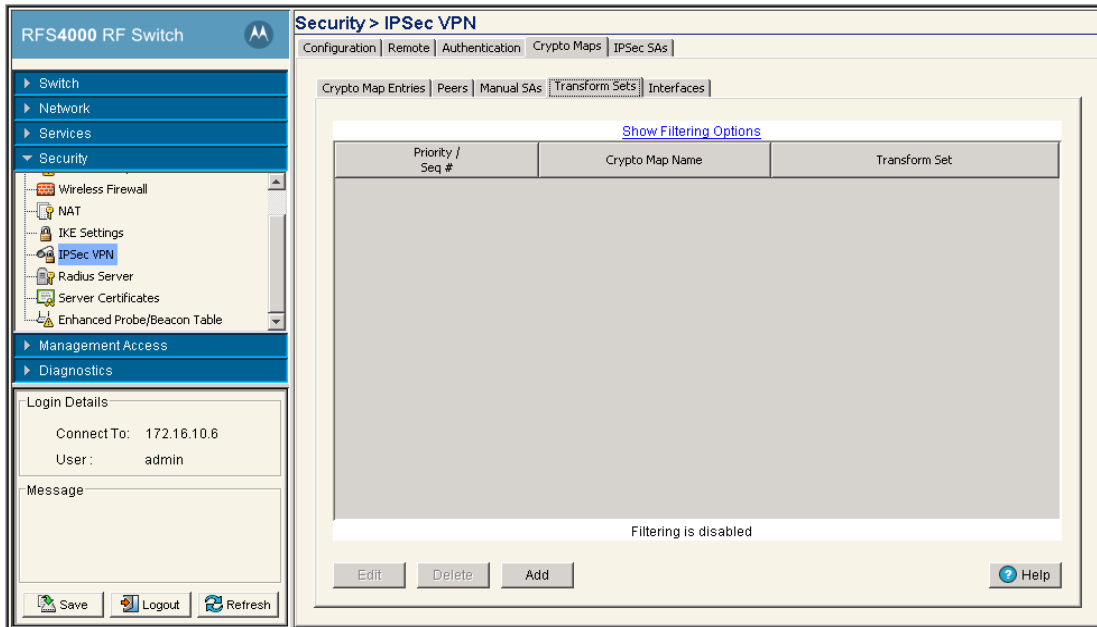 RFS4000 RF Switch
Switch
Network
Services
Security
Wireless Firewall
NAT
IKE Settings
IPSec VPN
Radius Server
Server Certificates
Enhanced Probe/Beacon Table
Management Access
Diagnostics
Login Details
Connect To: 172.16.10.6
User : admin
Message
Save Logout Refresh
Security > IPSec VPN
Configuration Remote Authentication Crypto Maps IPSec SAs
Crypto Map Entries Peers Manual SAs Transform Sets Interfaces
Show Filtering Options
Priority /
Seq # Crypto Map Name Transform Set
Filtering is disabled
Edit Delete Add Help